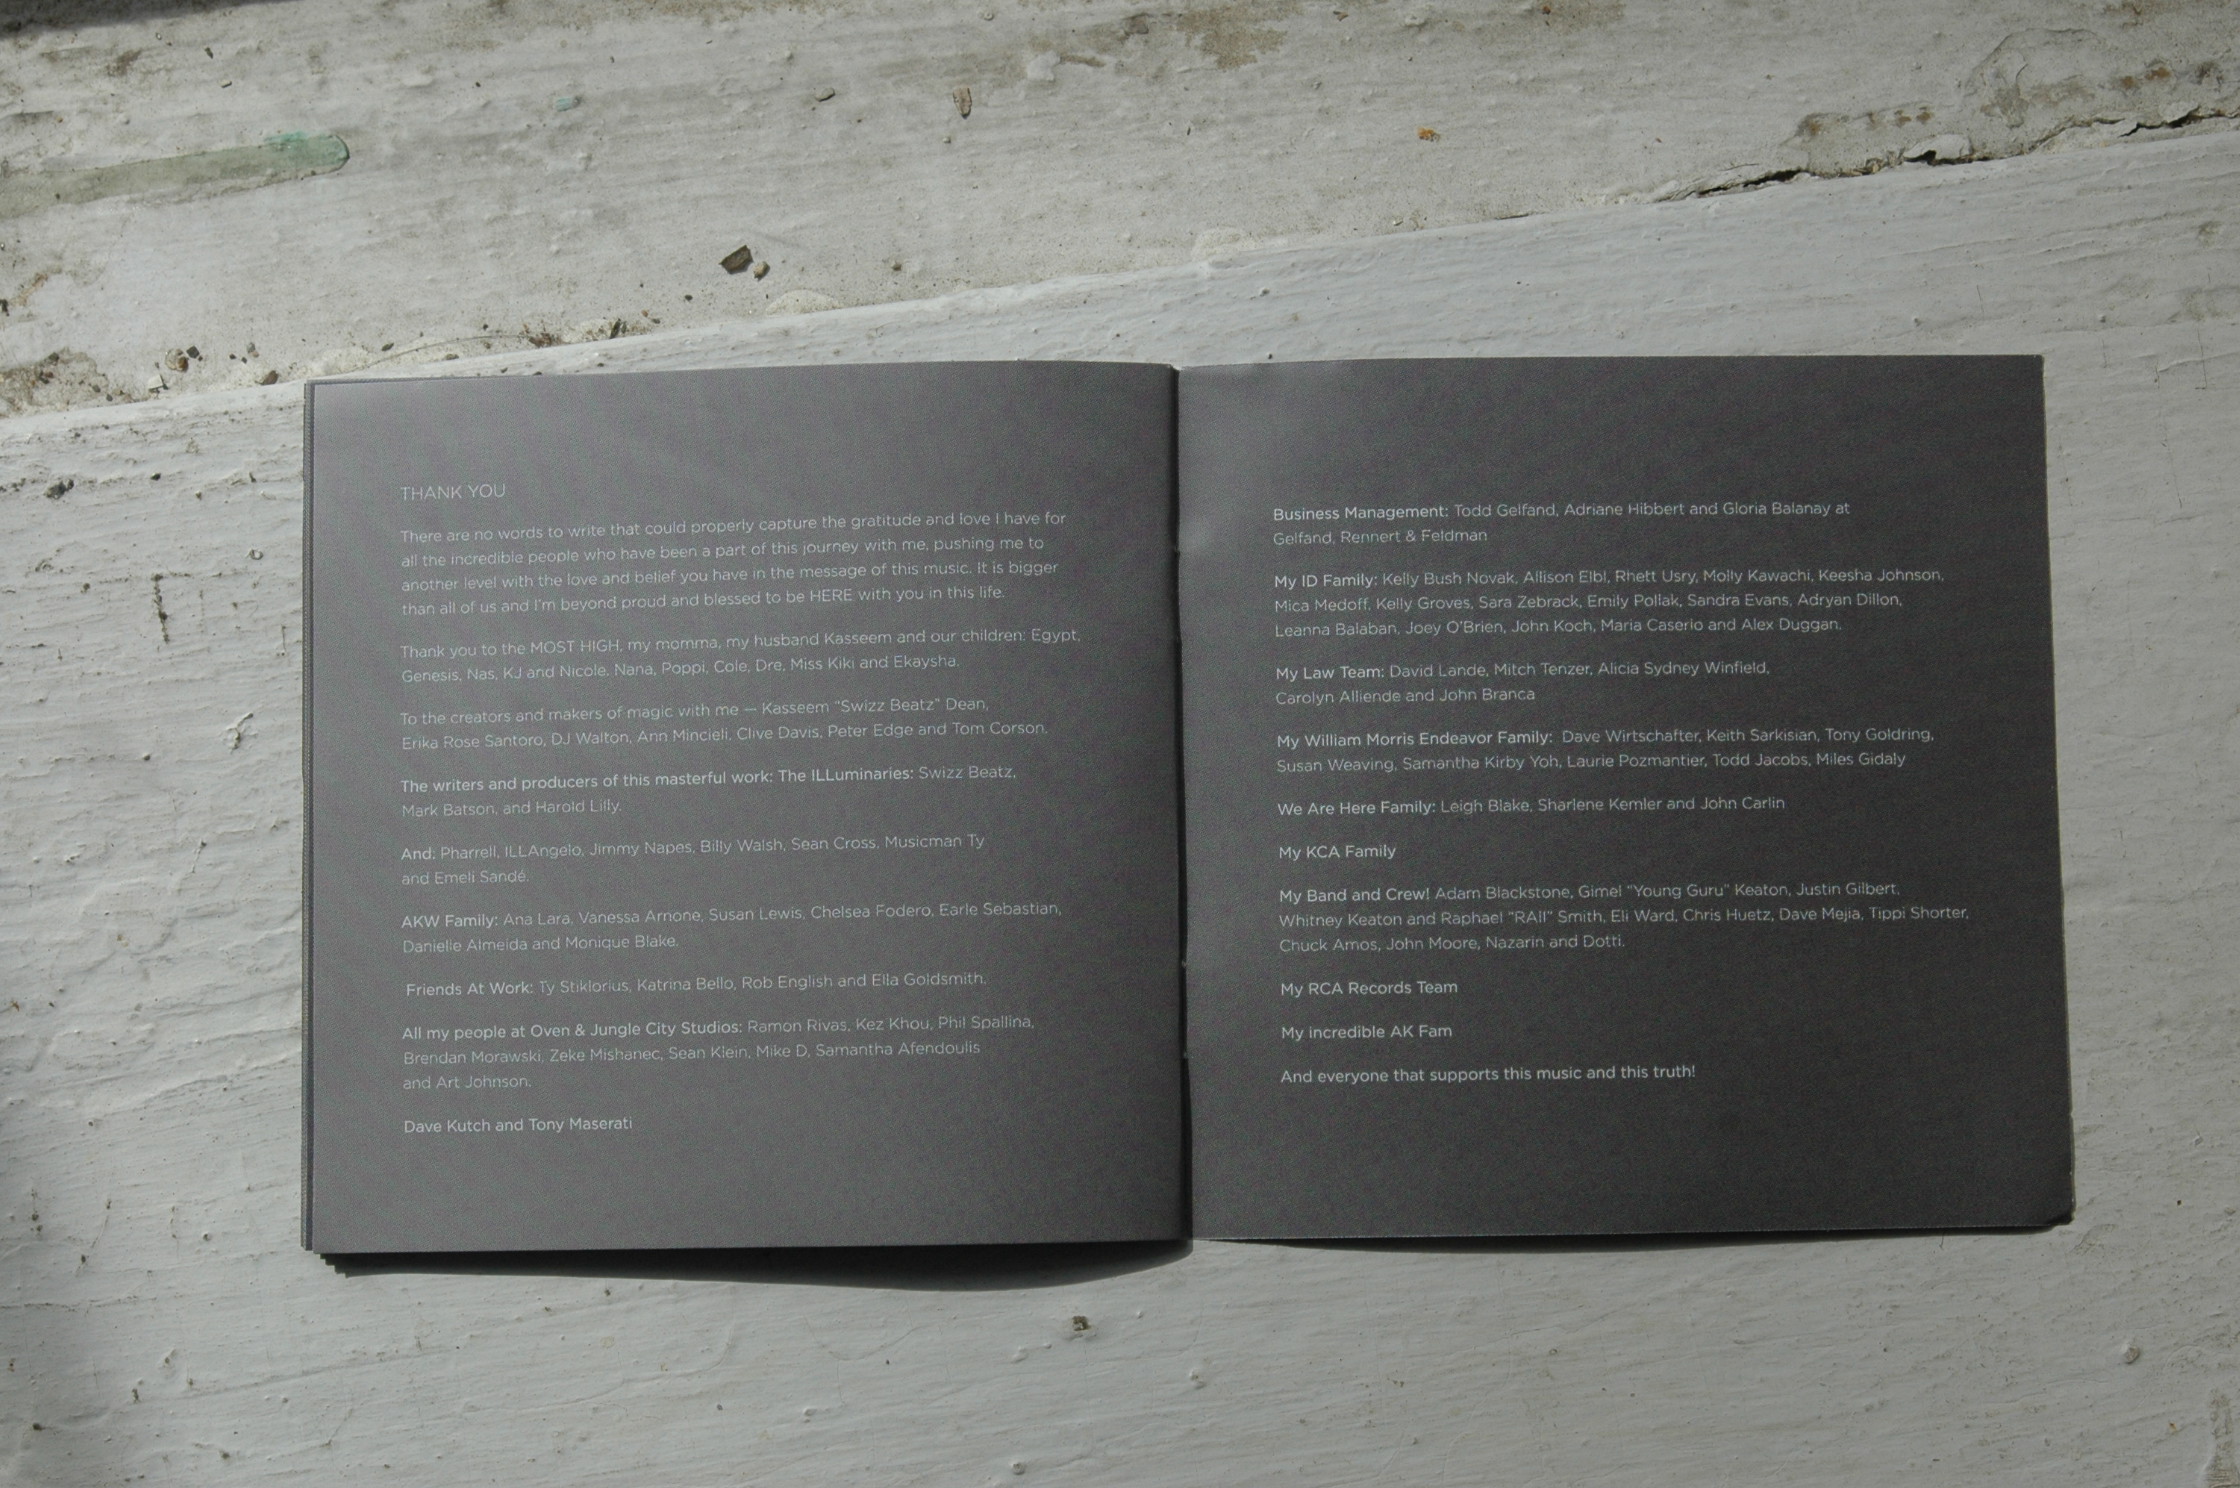 THANK YOU
There are no words to write that could properly capture the gratitude and love I have for
all the incredible people who have been a part of this journey with me, pushing me to
another level with the love and belief you have in the message of this music. It is bigger
than all of us and I'm beyond proud and blessed to be HERE with you in this life.
Thank you to the MOST HIGH, my momma, my husband Kasseem and our children: Egypt,
Genesis, Nas, KJ and Nicole, Nana, Poppi, Cole, Dre, Miss Kiki and Ekaysha.
To the creators and makers of magic with me — Kasseem "Swizz Beatz" Dean,
Erika Rose Santoro, DJ Walton, Ann Mincieli, Clive Davis, Peter Edge and Tom Corson.
The writers and producers of this masterful work: The ILLuminaries: Swizz Beatz,
Mark Batson, and Harold Lilly.
And: Pharrell, ILLAngelo, Jimmy Napes, Billy Walsh, Sean Cross, Musicman Ty
and Emeli Sandé.
AKW Family: Ana Lara, Vanessa Arnone, Susan Lewis, Chelsea Fodero, Earle Sebastian,
Danielle Almeida and Monique Blake.
Friends At Work: Ty Stiklorius, Katrina Bello, Rob English and Ella Goldsmith.
All my people at Oven & Jungle City Studios: Ramon Rivas, Kez Khou, Phil Spallina,
Brendan Morawski, Zeke Mishanec, Sean Klein, Mike D, Samantha Afendoulis
and Art Johnson.
Dave Kutch and Tony Maserati
Business Management: Todd Gelfand, Adriane Hibbert and Gloria Balanay at
Gelfand, Rennert & Feldman
My ID Family: Kelly Bush Novak, Allison Elbl, Rhett Usry, Molly Kawachi, Keesha Johnson,
Mica Medoff, Kelly Groves, Sara Zebrack, Emily Pollak, Sandra Evans, Adryan Dillon,
Leanna Balaban, Joey O'Brien, John Koch, Maria Caserio and Alex Duggan.
My Law Team: David Lande, Mitch Tenzer, Alicia Sydney Winfield,
Carolyn Alliende and John Branca
My William Morris Endeavor Family: Dave Wirtschafter, Keith Sarkisian, Tony Goldring,
Susan Weaving, Samantha Kirby Yoh, Laurie Pozmantier, Todd Jacobs, Miles Gidaly
We Are Here Family: Leigh Blake, Sharlene Kemler and John Carlin
My KCA Family
My Band and Crew! Adam Blackstone, Gimel "Young Guru" Keaton, Justin Gilbert,
Whitney Keaton and Raphael "RAII" Smith, Eli Ward, Chris Huetz, Dave Mejia, Tippi Shorter,
Chuck Amos, John Moore, Nazarin and Dotti.
My RCA Records Team
My incredible AK Fam
And everyone that supports this music and this truth!